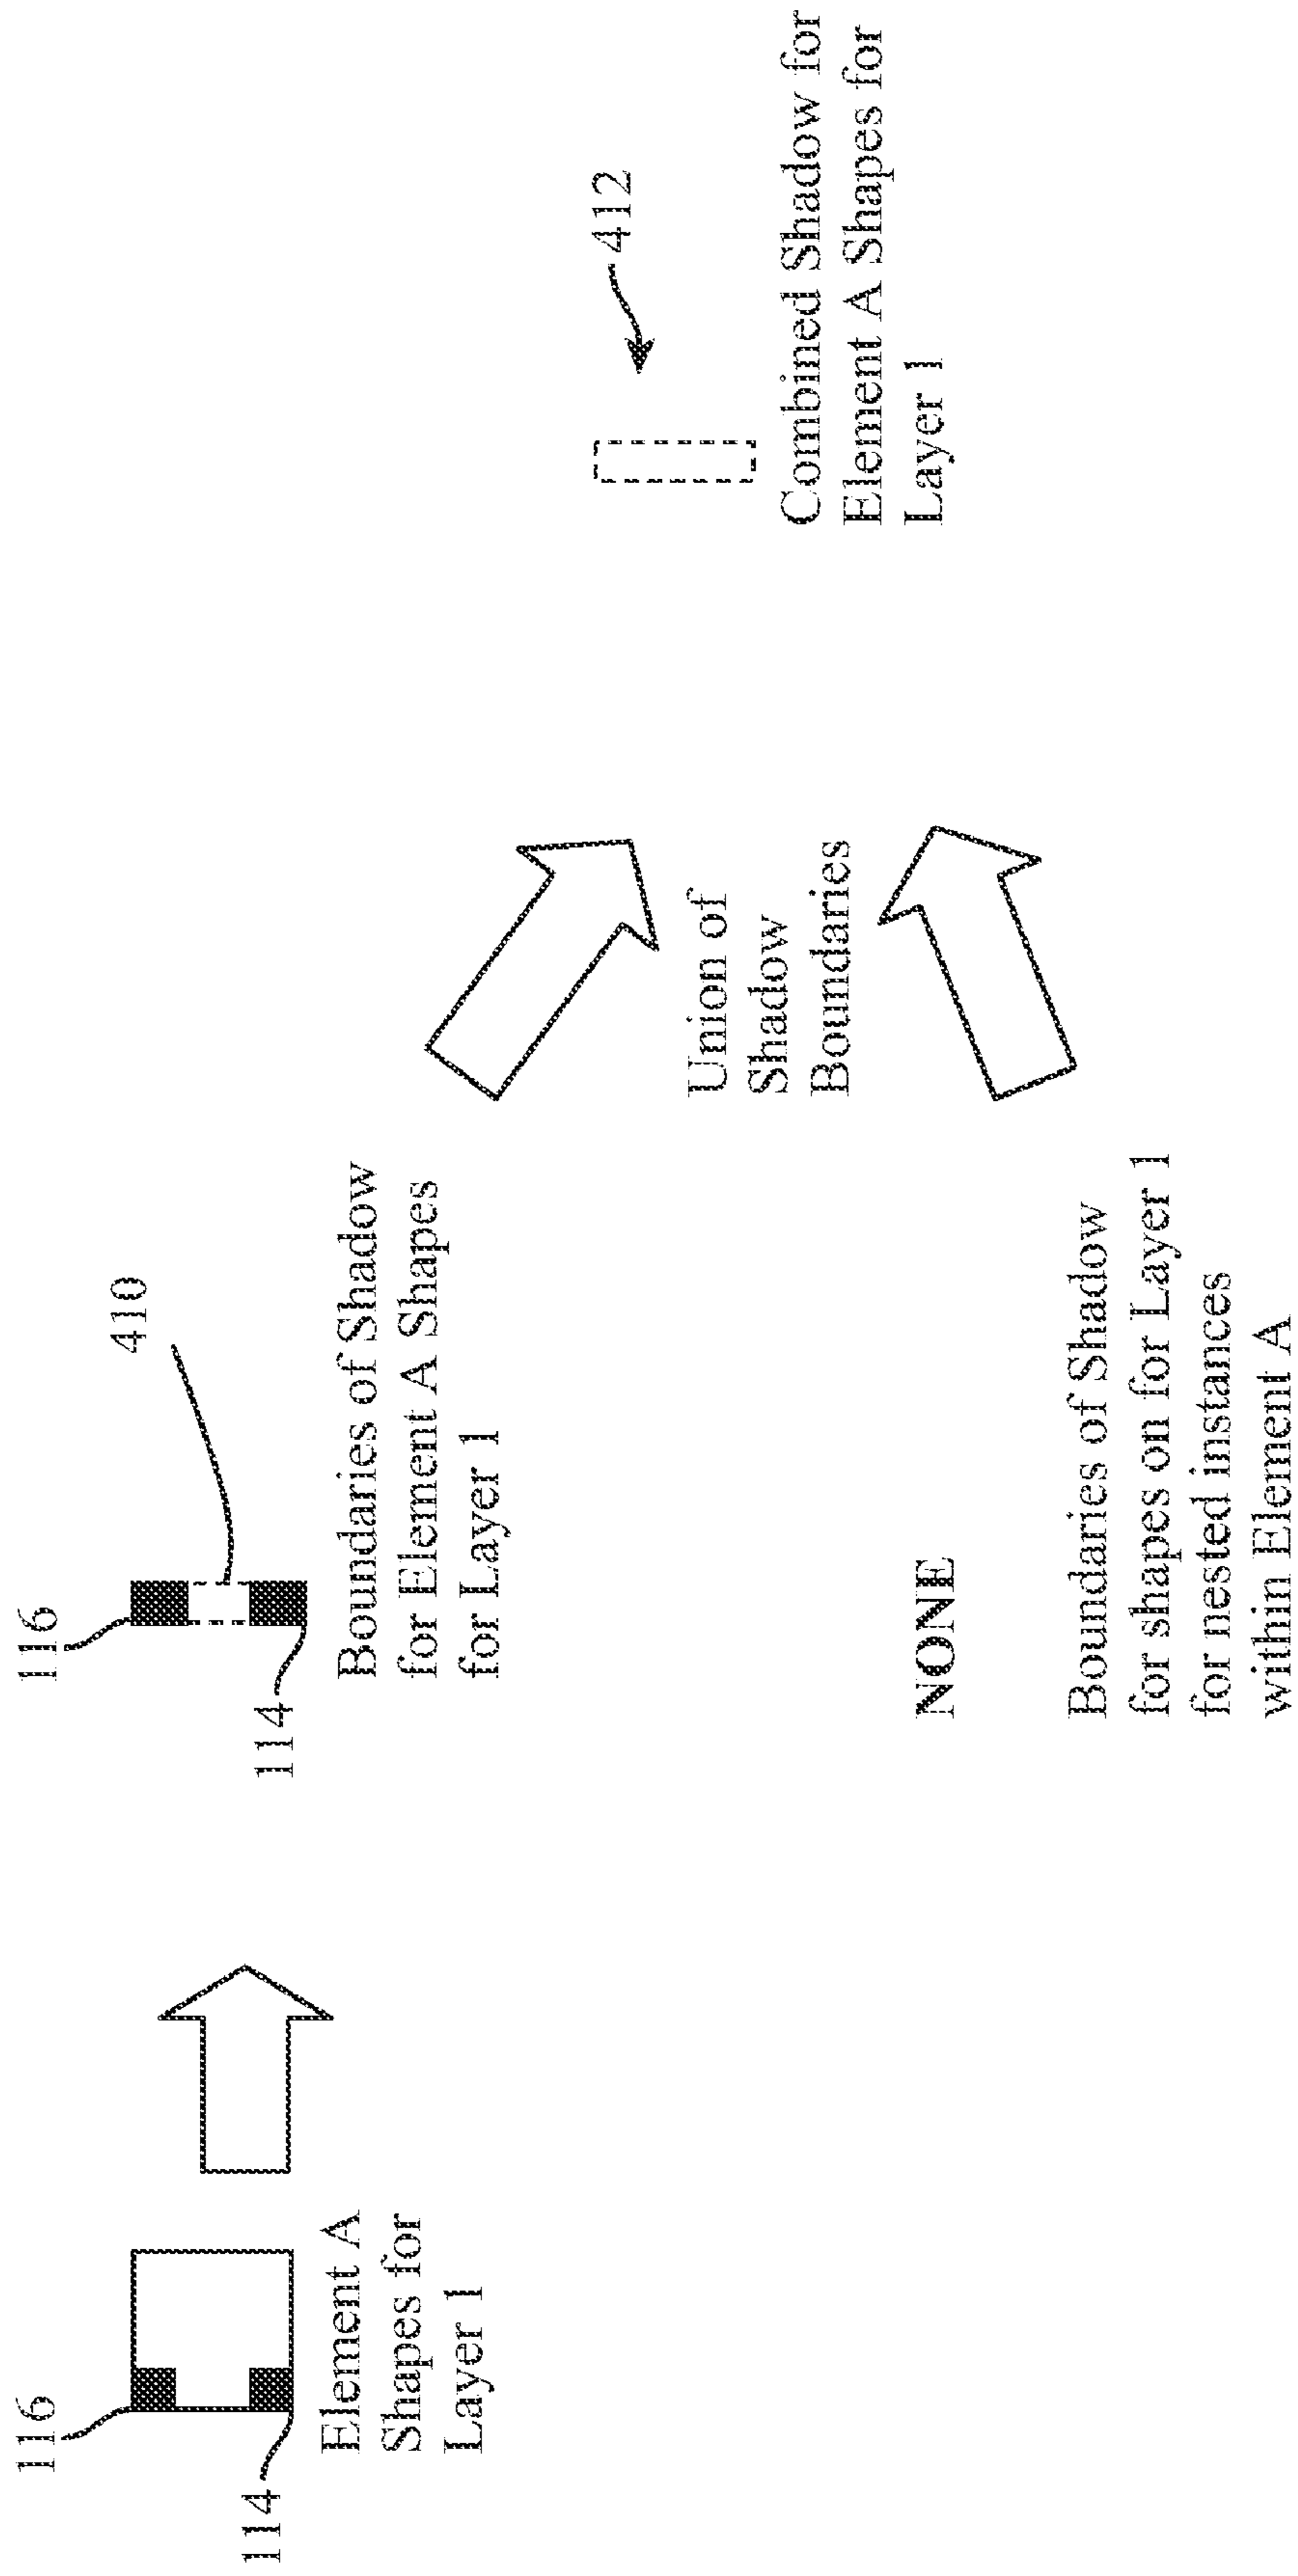 116
114
Element A
Shapes for
Layer 1
116
114
410
Boundaries of Shadow
for Element A Shapes
for Layer 1
NONE
Boundaries of Shadow
for shapes on for Layer 1
for nested instances
within Element A
Union of
Shadow
Boundaries
412
Combined Shadow for
Element A Shapes for
Layer 1